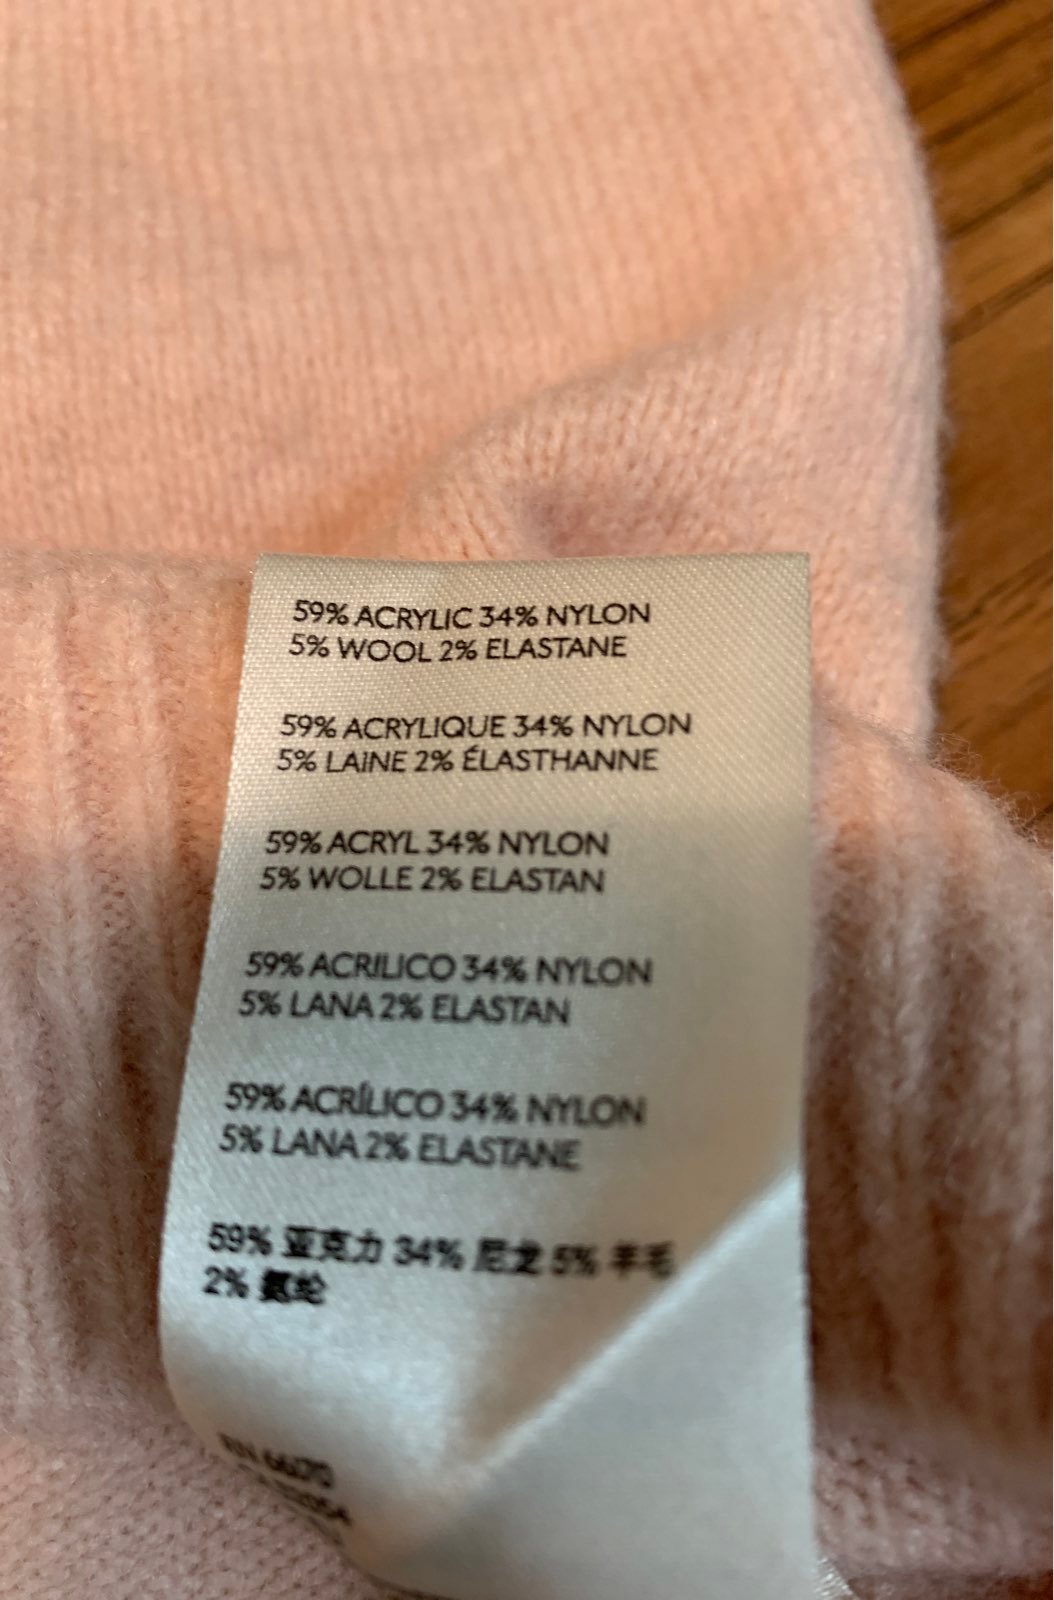 59% ACRYLIC 34% NYLON
5% WOOL 2% ELASTANE
59% ACRYLIQUE 34% NYLON
5% LAINE 2% ÉLASTHANNE
59% ACRYL 34% NYLON
5% WOLLE 2% ELASTAN
59% ACRILICO 34% NYLON
5% LANA 2% ELASTAN
59% ACRÍLICO 34% NYLON
5% LANA 2% ELASTANE
59% 亚克力 34% 尼龙 5% 羊毛
2% 氨纶
RN 66170